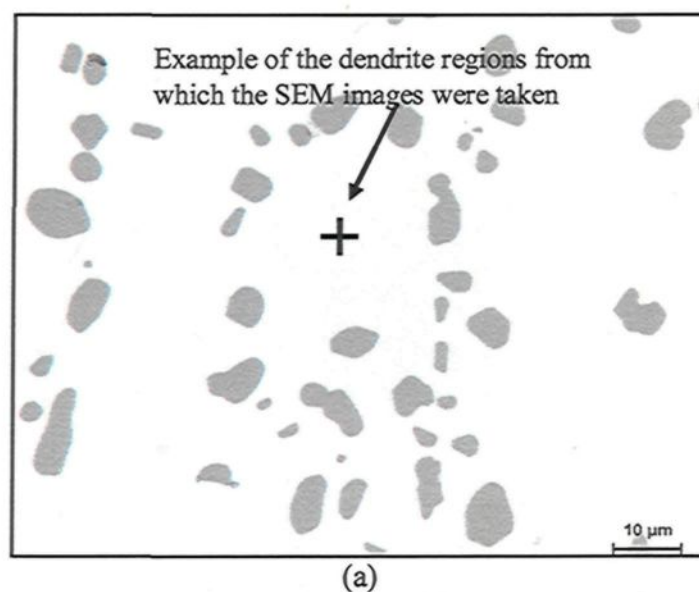 Example of the dendrite regions from
which the SEM images were taken
10 µm
(a)